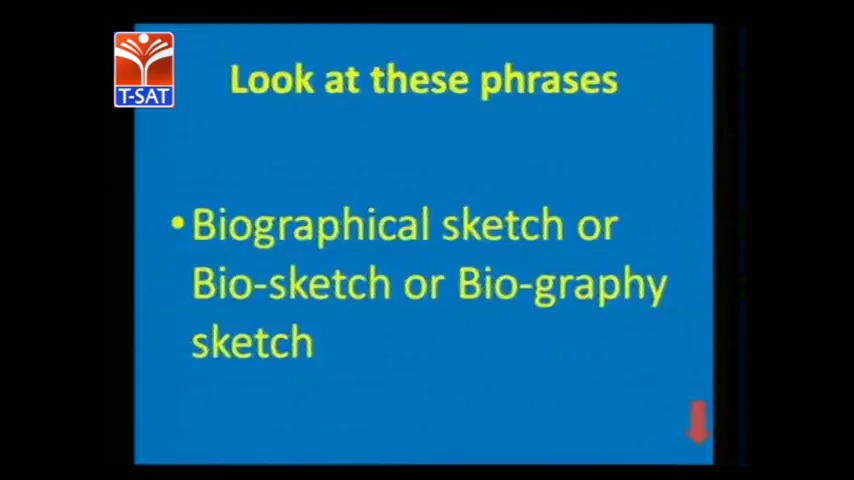 T-SAT
Look at these phrases
•Biographical sketch or
Bio-sketch or Bio-graphy
sketch